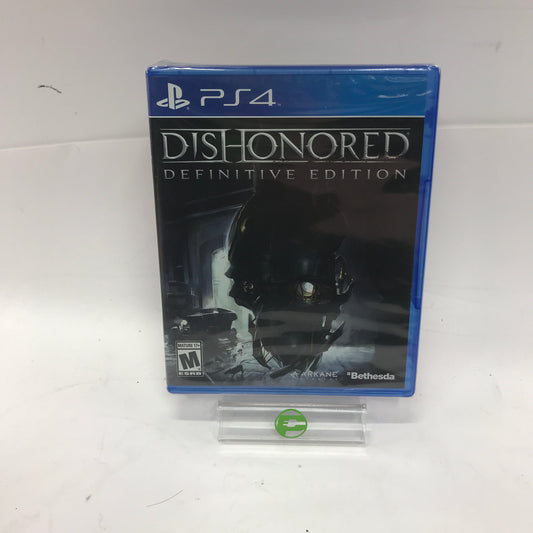 PS4
DISHONORED
DEFINITIVE EDITION
MATURE 17+
M
ESRB
ARKANE
Bethesda